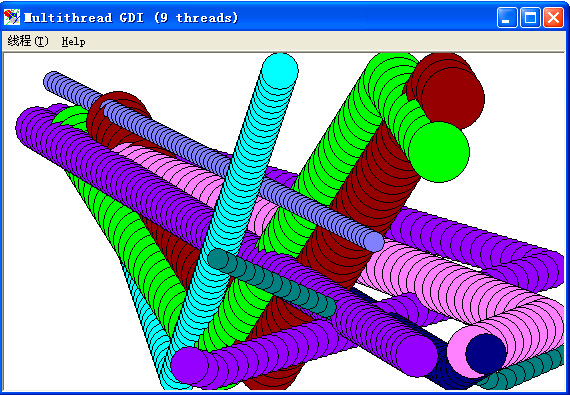 Multithread GDI (9 threads)
线程(T) Help